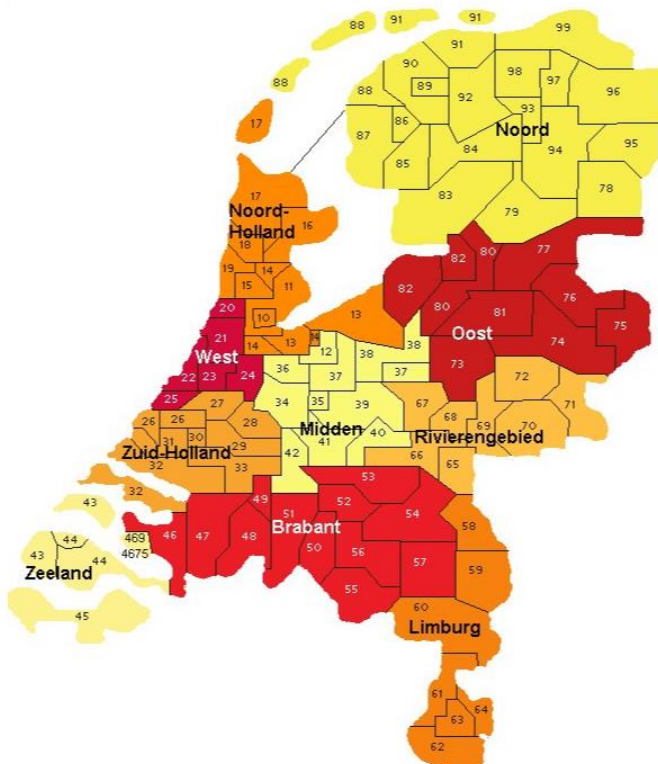 88 91 91 99
88 90 91 98 97 96
88 89 92 93
17 87 86 Noord
85 84 94 95
17 83 79 78
Noord-
Holland 16
18 82 80 77
19 14 11 82 76
15 13 80 81 75
20 10 Oost
21 14 13 14 12 38 38 74
West 36 37 37 73
22 23 24 72
25 34 35 39 67 71
27 28 68 70
26 26 Midden 40 69
31 30 29 41 Rivierengebied
Zuid-Holland 42 66 65
32 33 53
32 49 52 54 58
43 51
44 469 46 47 48 Brabant
43 4675 50 56 57 59
Zeeland 44 55
45 60
Limburg
61 64
63
62